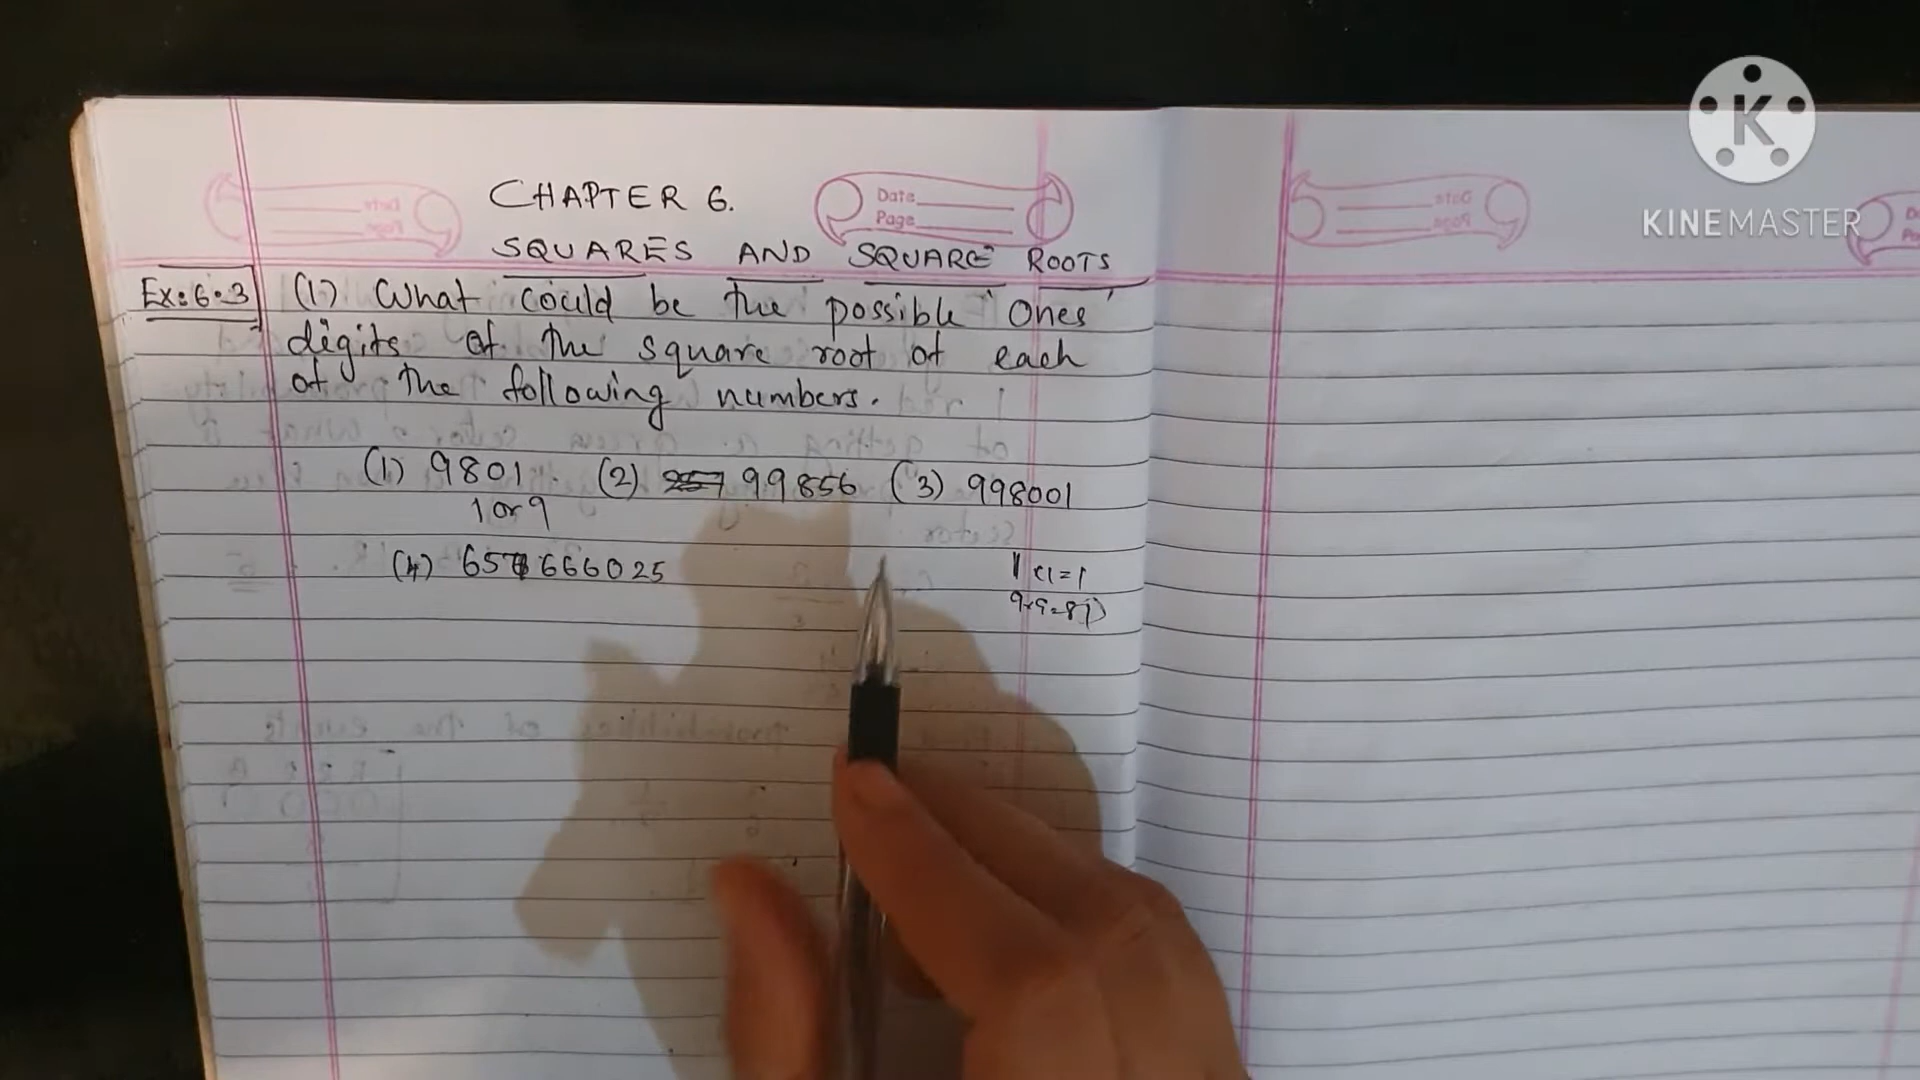 KINEMASTER
Date
Page
CHAPTER 6.
SQUARES AND SQUARE ROOTS
Ex:6.3 (1) What could be the possible 'Ones'
digits of the square root of each
of the following numbers.
(1) 9801. (2) 99856 (3) 998001
1 or 9
(4) 657666025
1×1=1
9×9=81